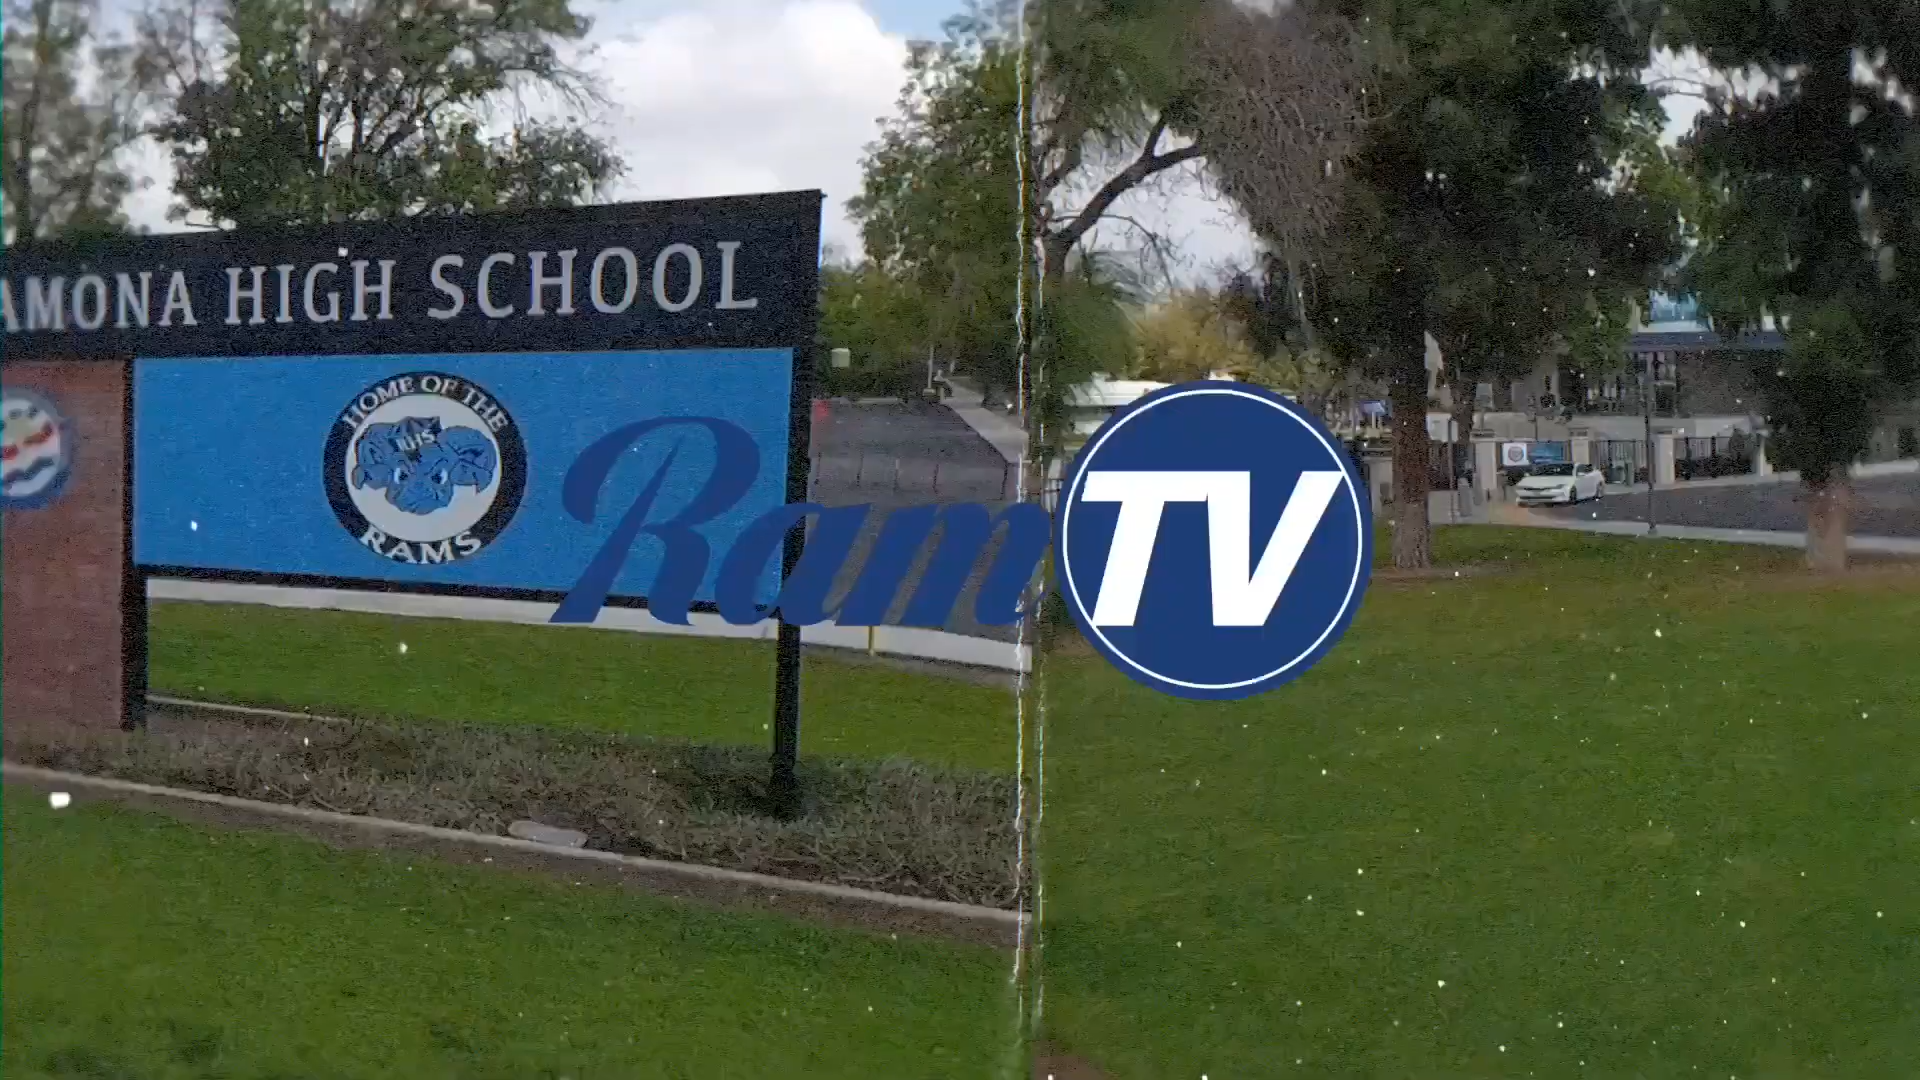 AMONA HIGH SCHOOL
HOME OF THE
RHS
RAMS
Ram TV